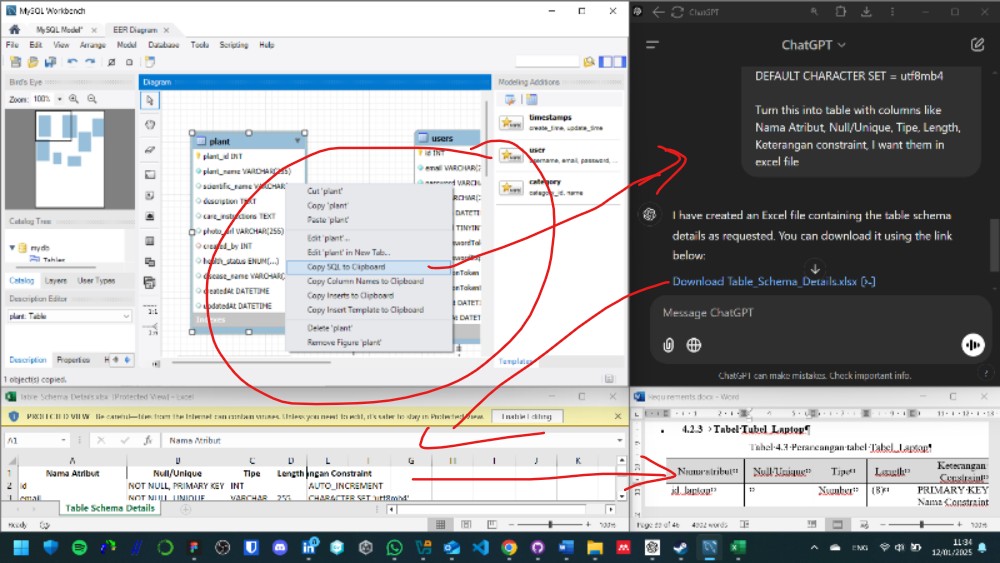 MySQL Workbench
MySQL Model*
EER Diagram
File Edit View Arrange Model Database Tools Scripting Help
Bird's Eye
Zoom: 100%
Catalog Tree
mydb
Tables
Catalog Layers User Types
Description Editor
plant: Table
Description Properties H
1 object(s) copied.
Diagram
1:1
plant
plant_id INT
plant_name VARCHAR(255)
scientific_name VARCHAR
description TEXT
care_instructions TEXT
photo_url VARCHAR(255)
created_by INT
health_status ENUM(...)
disease_name VARCHAR(
createdAt DATETIME
updatedAt DATETIME
Indexes
users
id INT
email VARCHAR(255)
Cut 'plant'
Copy 'plant'
Paste 'plant'
Edit 'plant'...
Edit 'plant' in New Tab...
Copy SQL to Clipboard
Copy Column Names to Clipboard
Copy Inserts to Clipboard
Copy Insert Template to Clipboard
Delete 'plant'
Remove Figure 'plant'
Modeling Additions
timestamps
create_time, update_time
user
username, email, password, ...
category
category_id, name
Templates
ChatGPT
ChatGPT
DEFAULT CHARACTER SET = utf8mb4
Turn this into table with columns like
Nama Atribut, Null/Unique, Tipe, Length,
Keterangan constraint, I want them in
excel file
I have created an Excel file containing the table schema
details as requested. You can download it using the link
below:
Download Table_Schema_Details.xlsx [>-]
Message ChatGPT
ChatGPT can make mistakes. Check important info.
Table Schema Details.xlsx [Protected View] - Excel
PROTECTED VIEW Be careful—files from the Internet can contain viruses. Unless you need to edit, it's safer to stay in Protected View. Enable Editing
A1 fx Nama Atribut
A B C D E F G H I J K
1 Nama Atribut Null/Unique Tipe Length angan Constraint
2 id NOT NULL, PRIMARY KEY INT AUTO_INCREMENT
3 email NOT NULL, UNIQUE VARCHAR 255 CHARACTER SET 'utf8mb4'
Table Schema Details
Ready 100%
Requirements.docx - Word
4.2.3 Tabel Tabel_Laptop¶
Tabel 4.3 Perancangan tabel Tabel_Laptop¶
Nama atribut Null/Unique Tipe Length Keterangan
Constraint
id_laptop Number (8) PRIMARY KEY
Nama Constraint
Page 39 of 46 4902 words 100%
ENG
11:34
12/01/2025